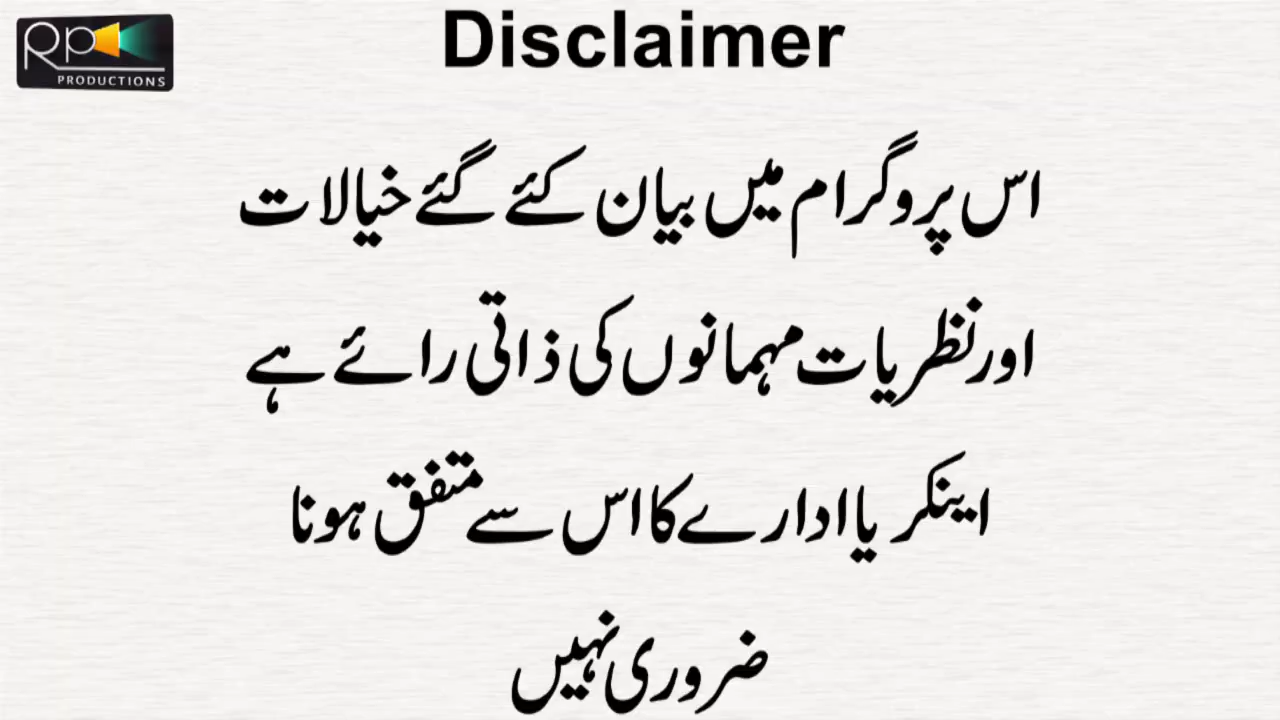 Rp
PRODUCTIONS
Disclaimer
اس پروگرام میں بیان کئے گئے خیالات
اور نظریات مہمانوں کی ذاتی رائے ہے
اینکر یا ادارے کا اس سے متفق ہونا
ضروری نہیں